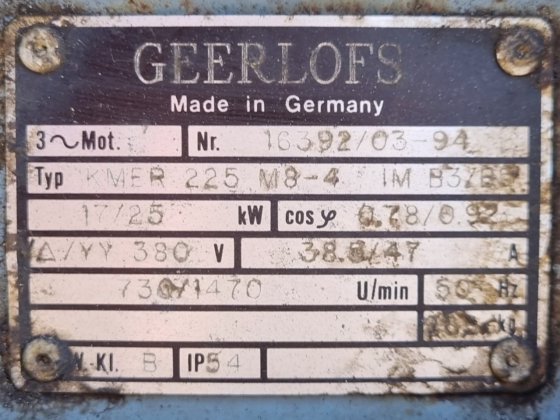 GEERLOFS
Made in Germany
3~Mot. Nr. 16392/03-94
Typ KMER 225 M8-4 IM B3/B5
17/25 kW cos φ 0.78/0.92
Δ/YY 380 V 38.5/47 A
730/1470 U/min 50 Hz
kg
W.-Kl. B IP54